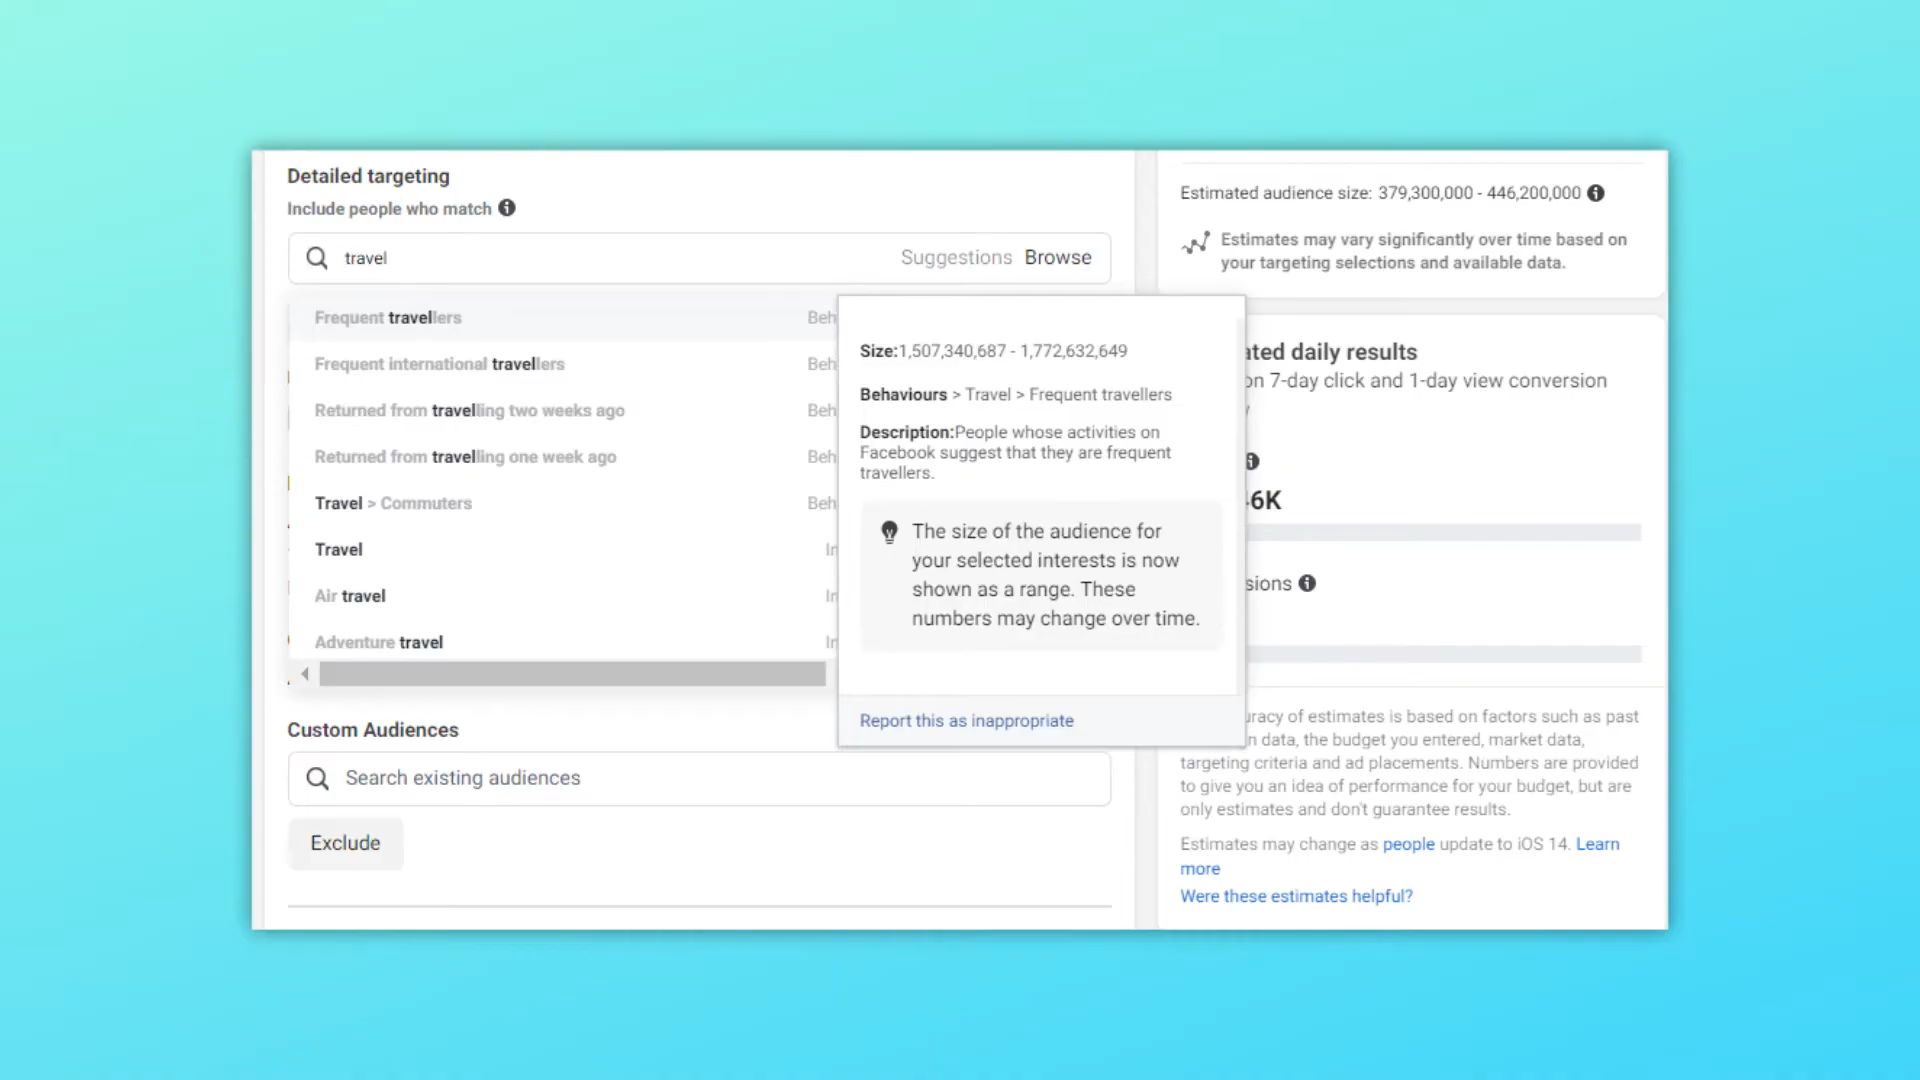 Detailed targeting
Include people who match
travel
Suggestions Browse
Frequent travellers
Frequent international travellers
Returned from travelling two weeks ago
Returned from travelling one week ago
Travel > Commuters
Travel
Air travel
Adventure travel
Custom Audiences
Search existing audiences
Exclude
Size:1,507,340,687 - 1,772,632,649
Behaviours > Travel > Frequent travellers
Description:People whose activities on
Facebook suggest that they are frequent
travellers.
The size of the audience for
your selected interests is now
shown as a range. These
numbers may change over time.
Report this as inappropriate
Estimated audience size: 379,300,000 - 446,200,000
Estimates may vary significantly over time based on
your targeting selections and available data.
daily results
7-day click and 1-day view conversion
of estimates is based on factors such as past
data, the budget you entered, market data,
targeting criteria and ad placements. Numbers are provided
to give you an idea of performance for your budget, but are
only estimates and don't guarantee results.
Estimates may change as people update to iOS 14. Learn
more
Were these estimates helpful?